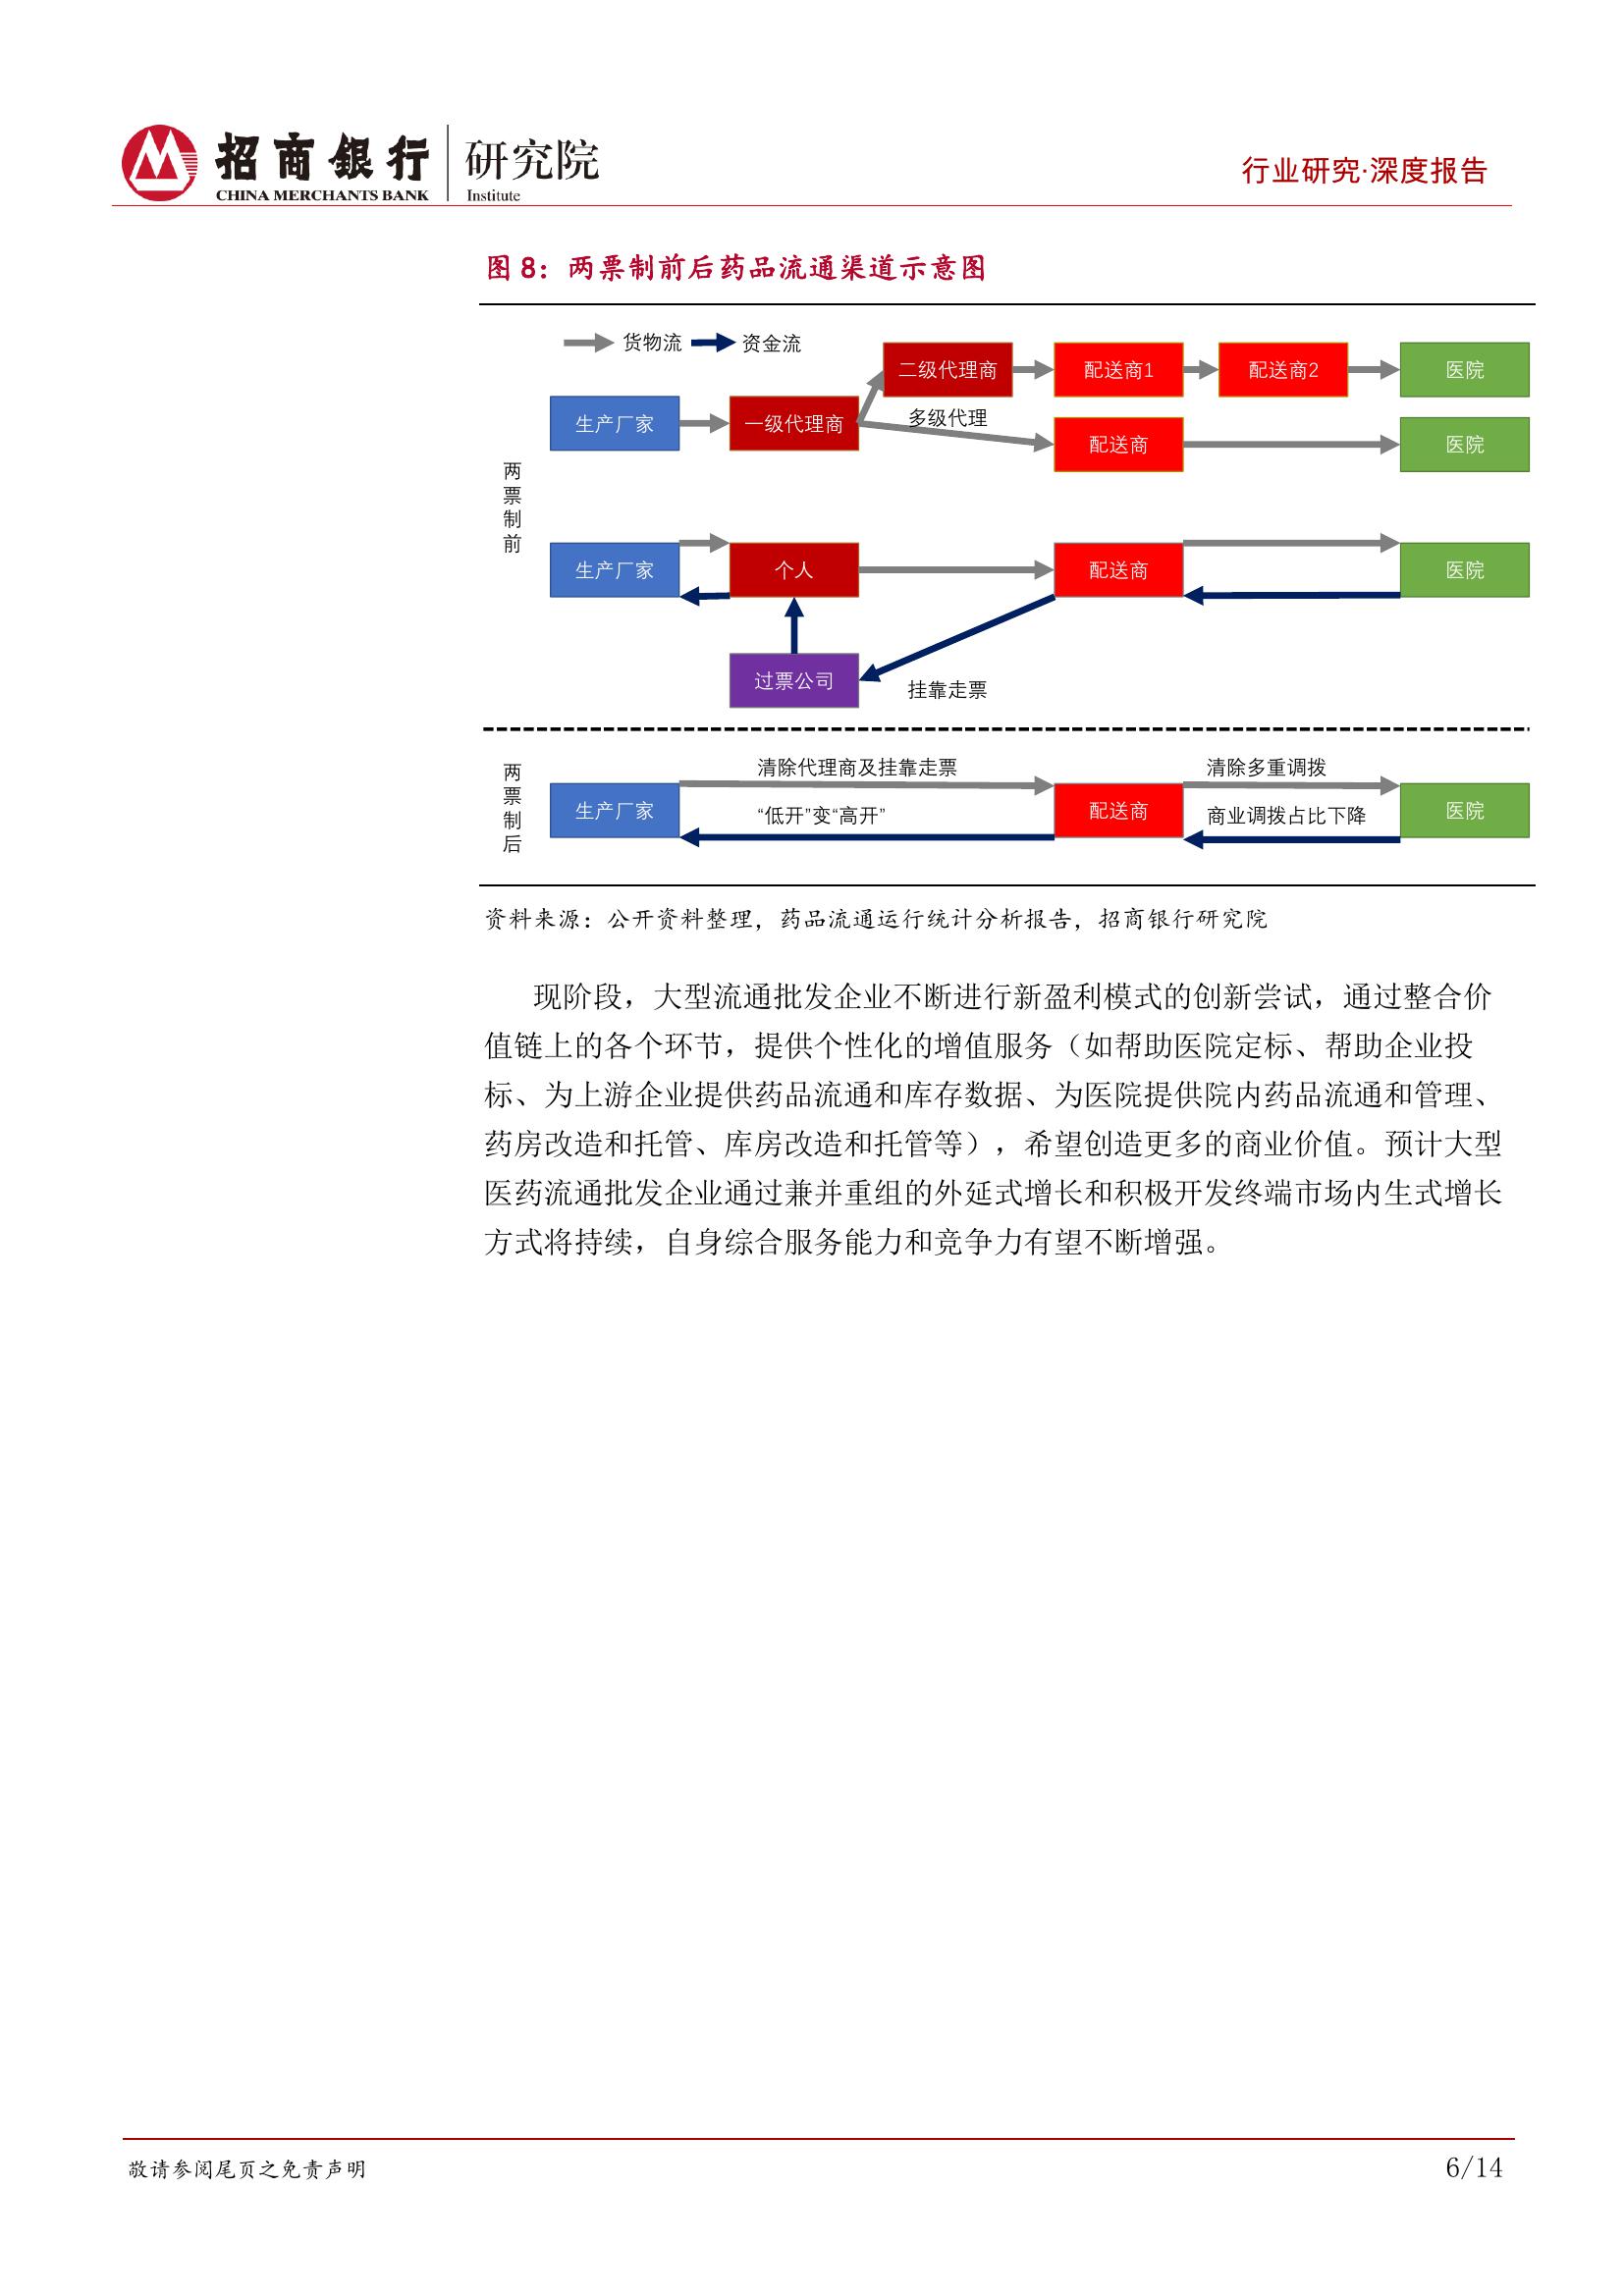 招商银行
CHINA MERCHANTS BANK
研究院
Institute
行业研究·深度报告
图 8：两票制前后药品流通渠道示意图
货物流
资金流
二级代理商
配送商1
配送商2
医院
生产厂家
一级代理商
多级代理
配送商
医院
两票制前
生产厂家
个人
配送商
医院
过票公司
挂靠走票
两票制后
清除代理商及挂靠走票
清除多重调拨
生产厂家
“低开”变“高开”
配送商
商业调拨占比下降
医院
资料来源：公开资料整理，药品流通运行统计分析报告，招商银行研究院
现阶段，大型流通批发企业不断进行新盈利模式的创新尝试，通过整合价
值链上的各个环节，提供个性化的增值服务（如帮助医院定标、帮助企业投
标、为上游企业提供药品流通和库存数据、为医院提供院内药品流通和管理、
药房改造和托管、库房改造和托管等），希望创造更多的商业价值。预计大型
医药流通批发企业通过兼并重组的外延式增长和积极开发终端市场内生式增长
方式将持续，自身综合服务能力和竞争力有望不断增强。
敬请参阅尾页之免责声明
6/14